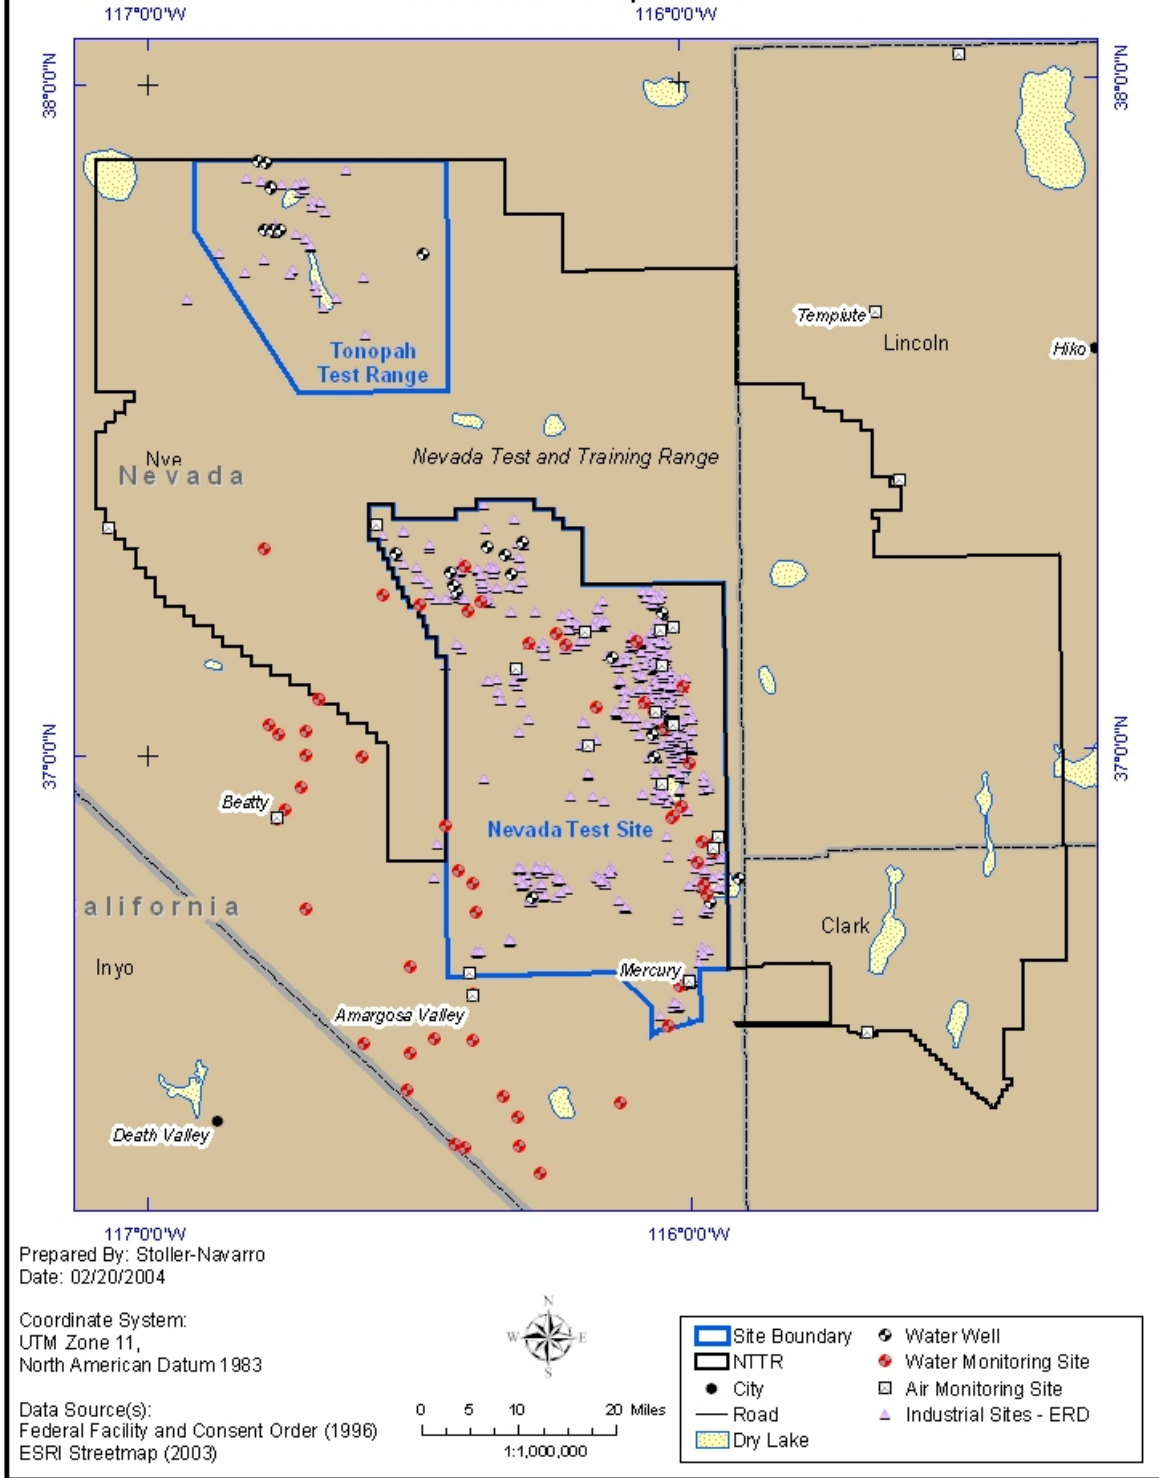 117°0'0"W 116°0'0"W
38°0'0"N 38°0'0"N
Tempiute
Lincoln
Hiko
Tonopah
Test Range
Nevada Test and Training Range
Nye
Nevada
37°0'0"N 37°0'0"N
Beatty
Nevada Test Site
alifornia
Clark
Inyo
Mercury
Amargosa Valley
Death Valley
117°0'0"W 116°0'0"W
Prepared By: Stoller-Navarro
Date: 02/20/2004
Coordinate System:
UTM Zone 11,
North American Datum 1983
Data Source(s):
Federal Facility and Consent Order (1996)
ESRI Streetmap (2003)
N
W E
S
0 5 10 20 Miles
1:1,000,000
Site Boundary
NTTR
City
Road
Dry Lake
Water Well
Water Monitoring Site
Air Monitoring Site
Industrial Sites - ERD